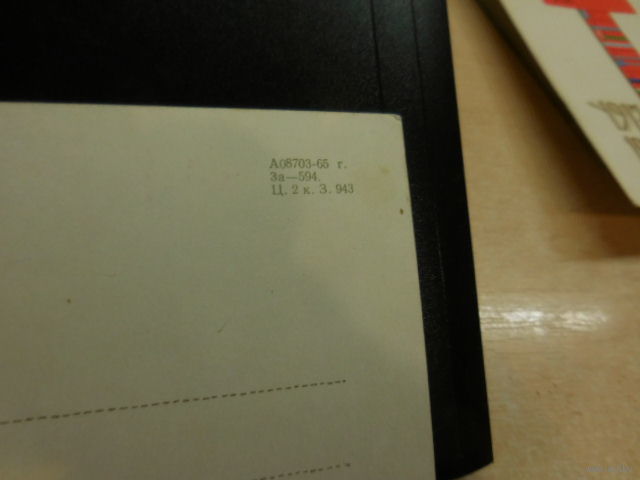 А08703-65 г.
За—594.
Ц. 2 к. З. 943